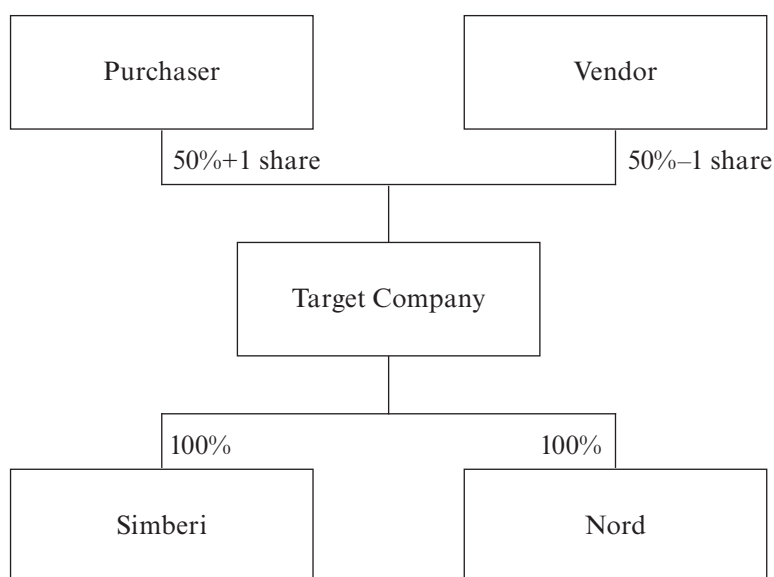 Purchaser
Vendor
50%+1 share
50%–1 share
Target Company
100%
100%
Simberi
Nord